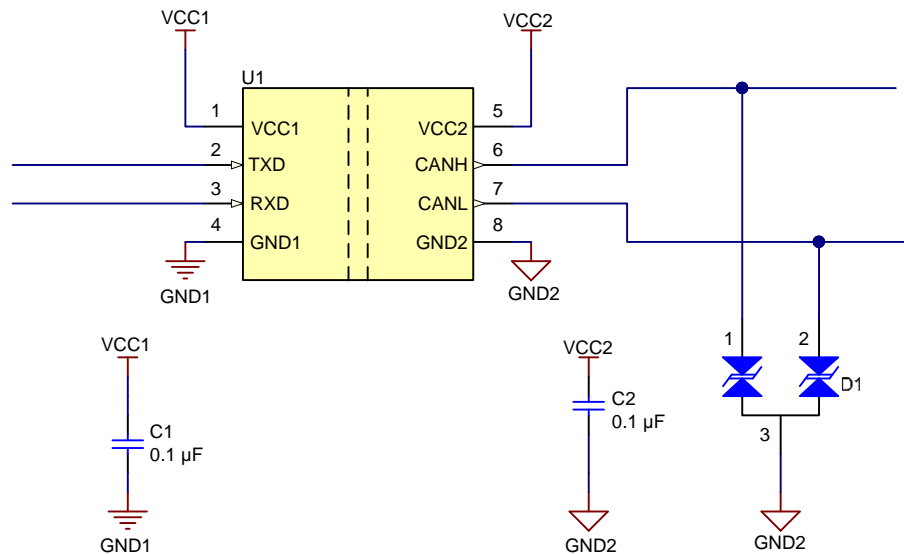 VCC1
VCC2
U1
1
VCC1
VCC2
5
2
TXD
CANH
6
3
RXD
CANL
7
4
GND1
GND2
8
GND1
GND2
VCC1
C1
0.1 µF
GND1
VCC2
C2
0.1 µF
GND2
1
2
D1
3
GND2